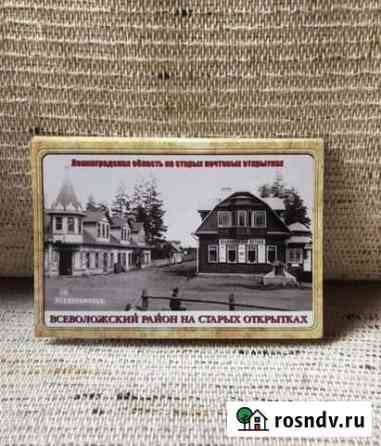 Ленинградская область на старых почтовых открытках
ВСЕВОЛОЖСКИЙ РАЙОН НА СТАРЫХ ОТКРЫТКАХ
rosndv.ru